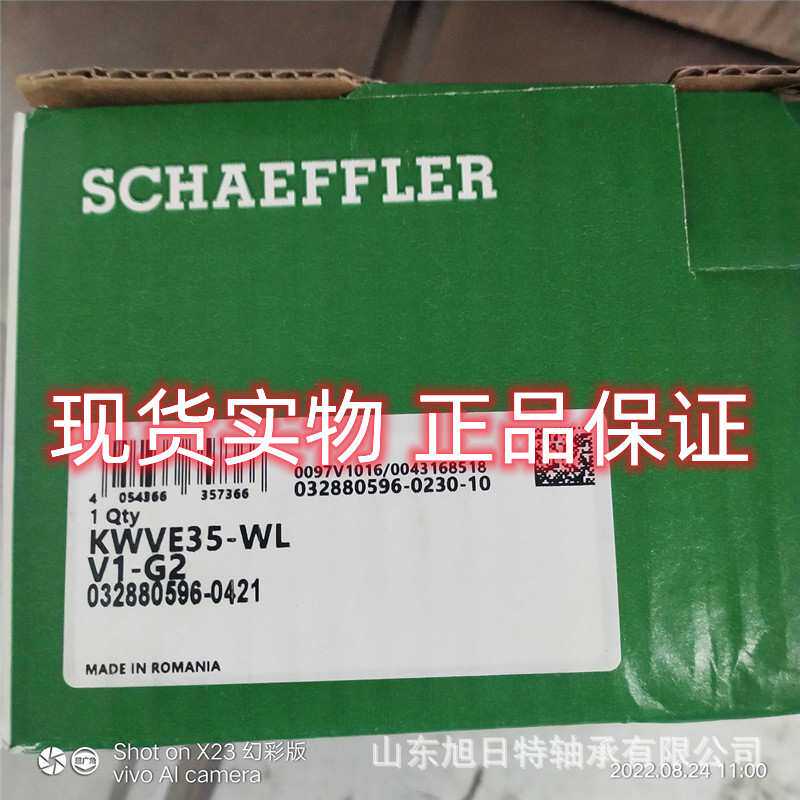 SCHAEFFLER
现货实物 正品保证
0097V1016/0043168518
032880596-0230-10
4 054366 357366
1 Qty
KWVE35-WL
V1-G2
032880596-0421
MADE IN ROMANIA
Shot on X23 幻彩版
vivo AI camera
山东旭日特轴承有限公司
2022.08.24 11:00